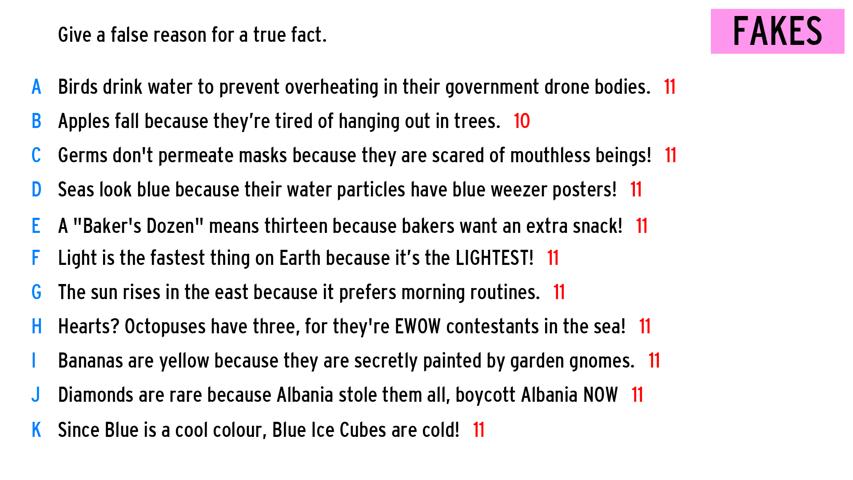 Give a false reason for a true fact.
FAKES
A Birds drink water to prevent overheating in their government drone bodies. 11
B Apples fall because they’re tired of hanging out in trees. 10
C Germs don't permeate masks because they are scared of mouthless beings! 11
D Seas look blue because their water particles have blue weezer posters! 11
E A "Baker's Dozen" means thirteen because bakers want an extra snack! 11
F Light is the fastest thing on Earth because it’s the LIGHTEST! 11
G The sun rises in the east because it prefers morning routines. 11
H Hearts? Octopuses have three, for they're EWOW contestants in the sea! 11
I Bananas are yellow because they are secretly painted by garden gnomes. 11
J Diamonds are rare because Albania stole them all, boycott Albania NOW 11
K Since Blue is a cool colour, Blue Ice Cubes are cold! 11